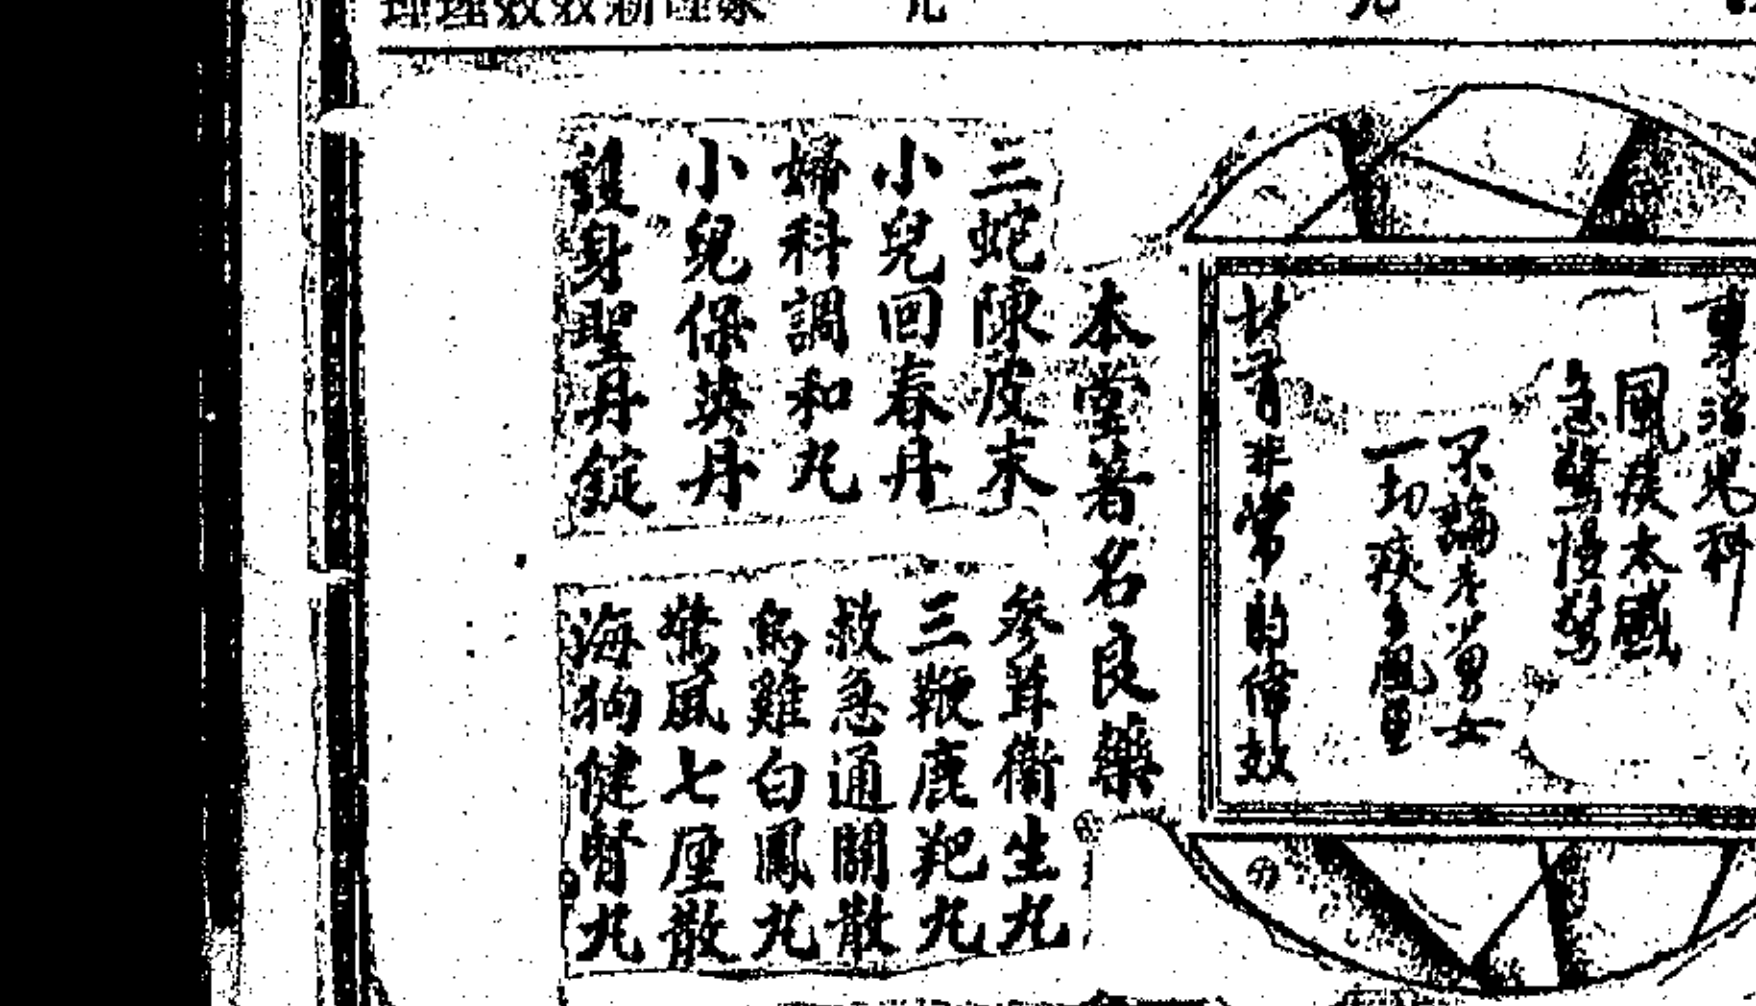 專治兒科
風痰太𢡟
急驚慢驚
不論老少男女
一切痰多風
非常的偉效
本堂著名良藥
三蛇陳皮末
小兒回春丹
婦科調和丸
小兒保英丹
護身聖丹錠
參茸衛生丸
三鞭鹿羓丸
救急通關散
烏雞白鳳丸
驚風七厘散
海狗健腎丸